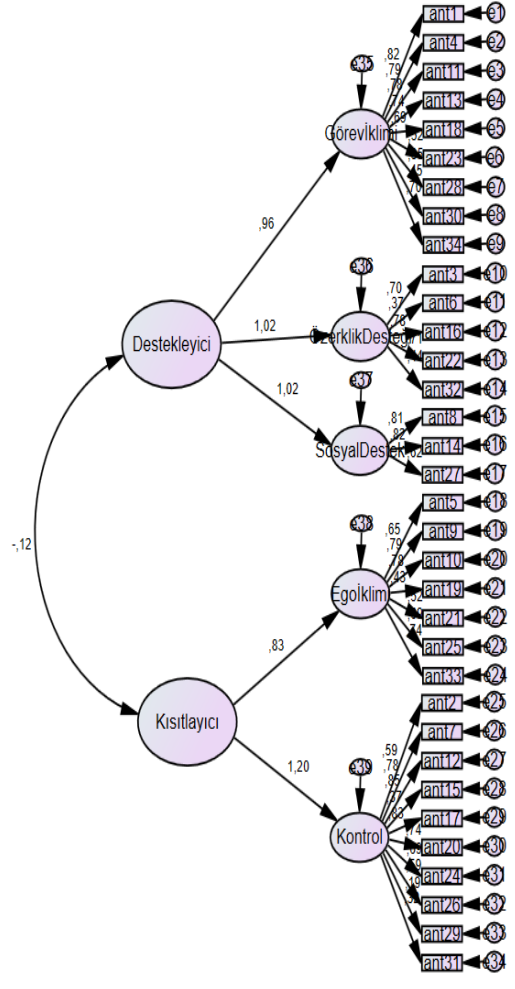 ant1
e1
ant4
e2
ant11
e3
ant13
e4
ant18
e5
ant23
e6
ant28
e7
ant30
e8
ant34
e9
e35
,82
,79
,78
,74
,69
Görevİklimi
,96
ant3
e10
ant6
e11
ant16
e12
ant22
e13
ant32
e14
e36
,70
,37
,78
1,02
Destekleyici
e37
1,02
ant8
e15
ant14
e16
ant27
e17
,81
,82
SosyalDestek
-,12
e38
ant5
e18
ant9
e19
ant10
e20
ant19
e21
ant21
e22
ant25
e23
ant33
e24
,65
,79
,78
,43
,74
Egoİklim
,83
Kısıtlayıcı
1,20
e39
ant2
e25
ant7
e26
ant12
e27
ant15
e28
ant17
e29
ant20
e30
ant24
e31
ant26
e32
ant29
e33
ant31
e34
,59
,78
,85
,83
,74
Kontrol